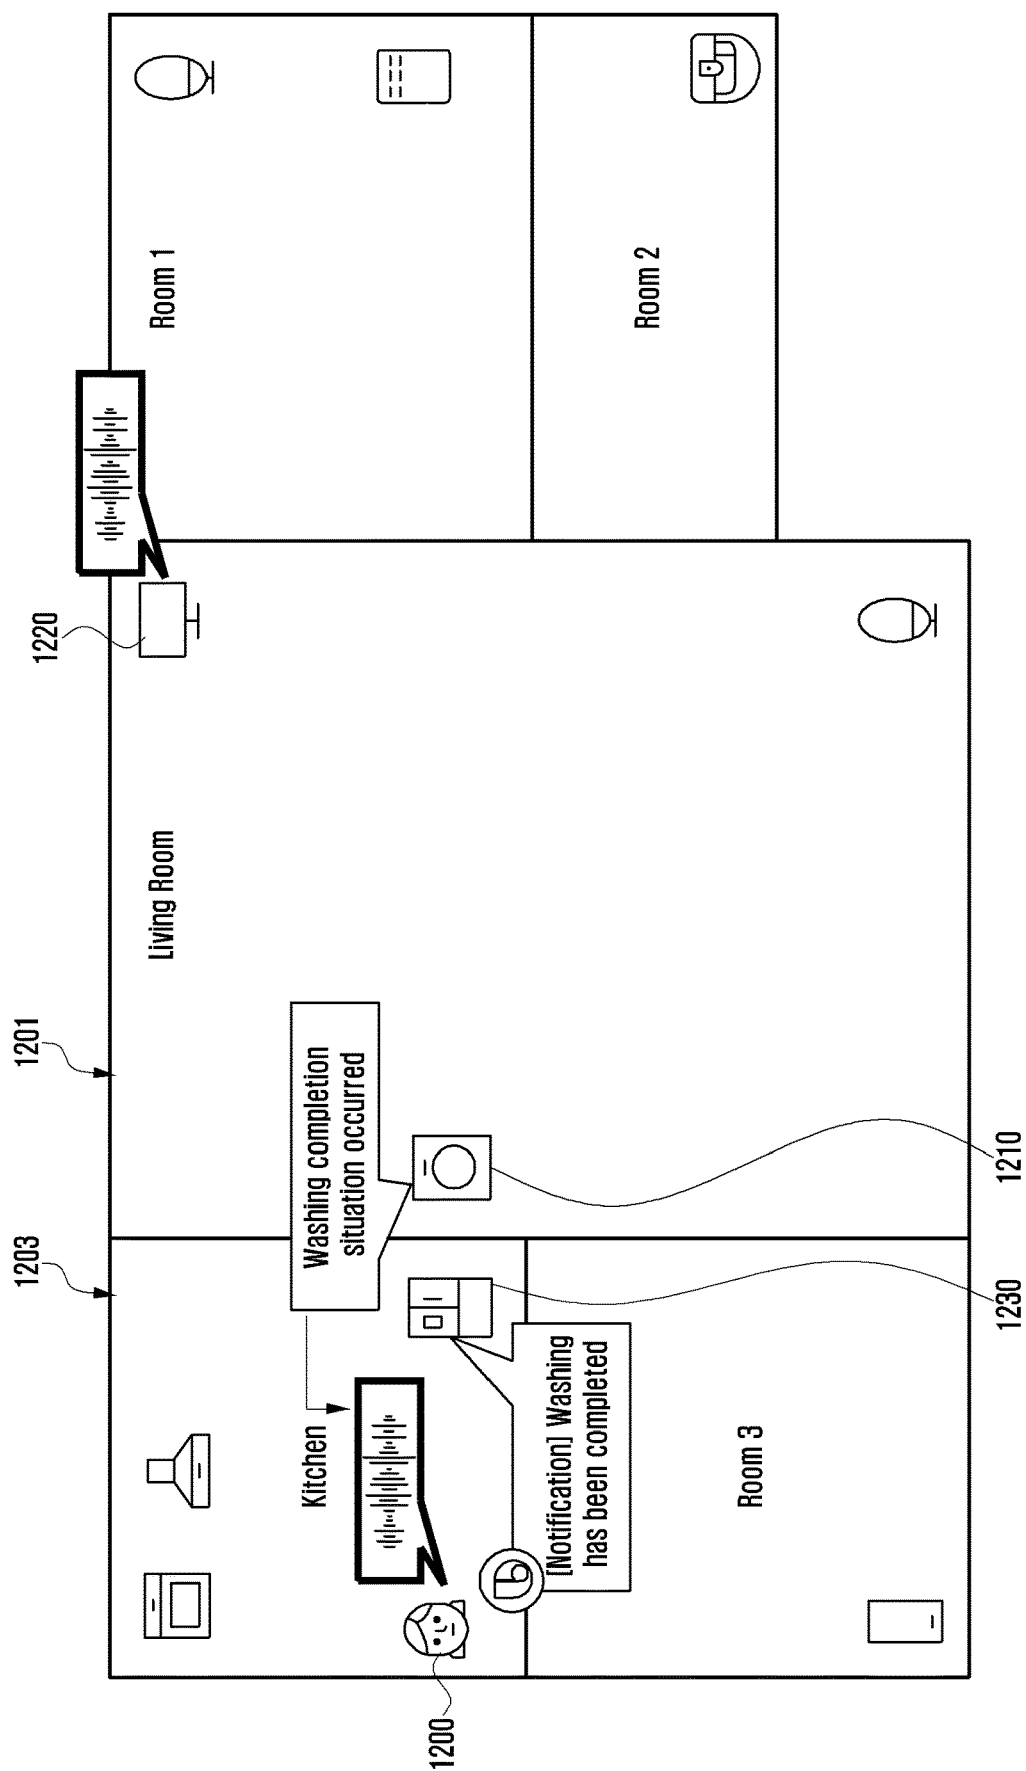 1203
1201
1220
Living Room
Room 1
Kitchen
Washing completion
situation occurred
1200
[Notification] Washing
has been completed
Room 3
Room 2
1230
1210